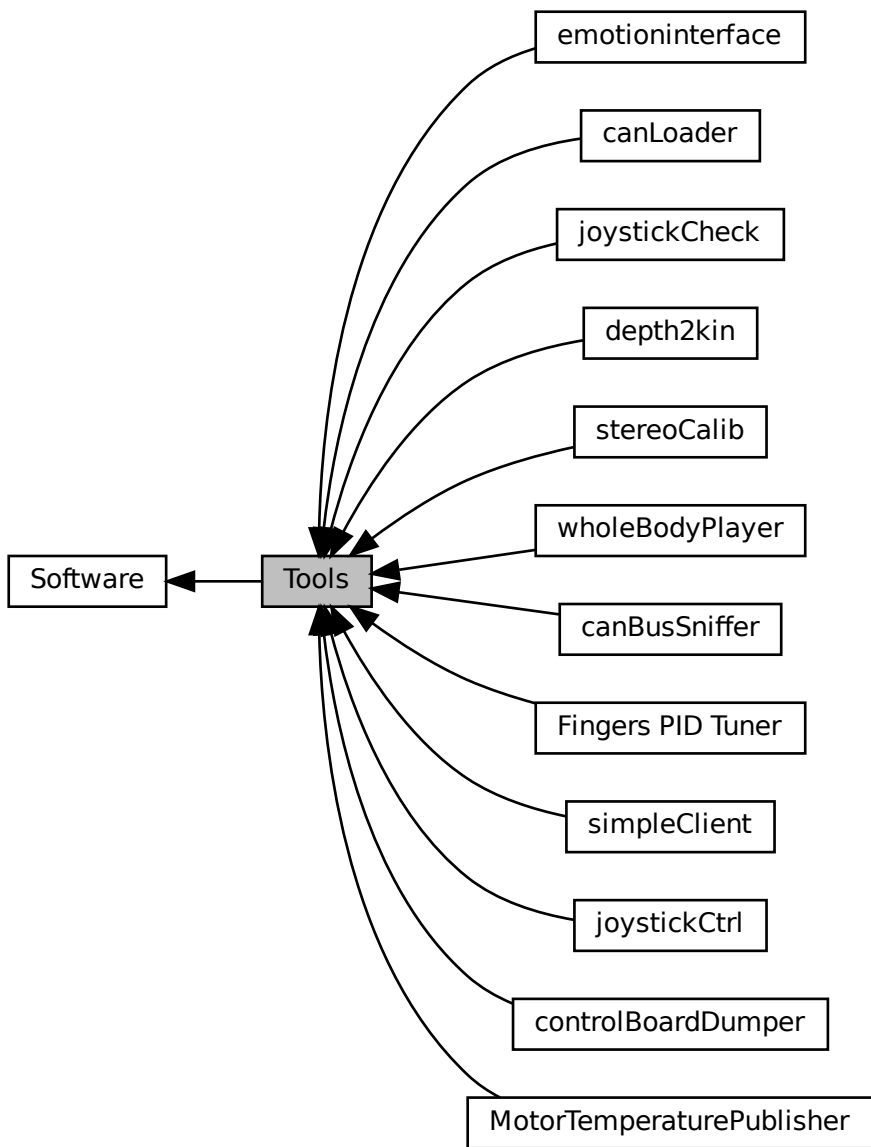 emotioninterface
canLoader
joystickCheck
depth2kin
stereoCalib
wholeBodyPlayer
Software
Tools
canBusSniffer
Fingers PID Tuner
simpleClient
joystickCtrl
controlBoardDumper
MotorTemperaturePublisher